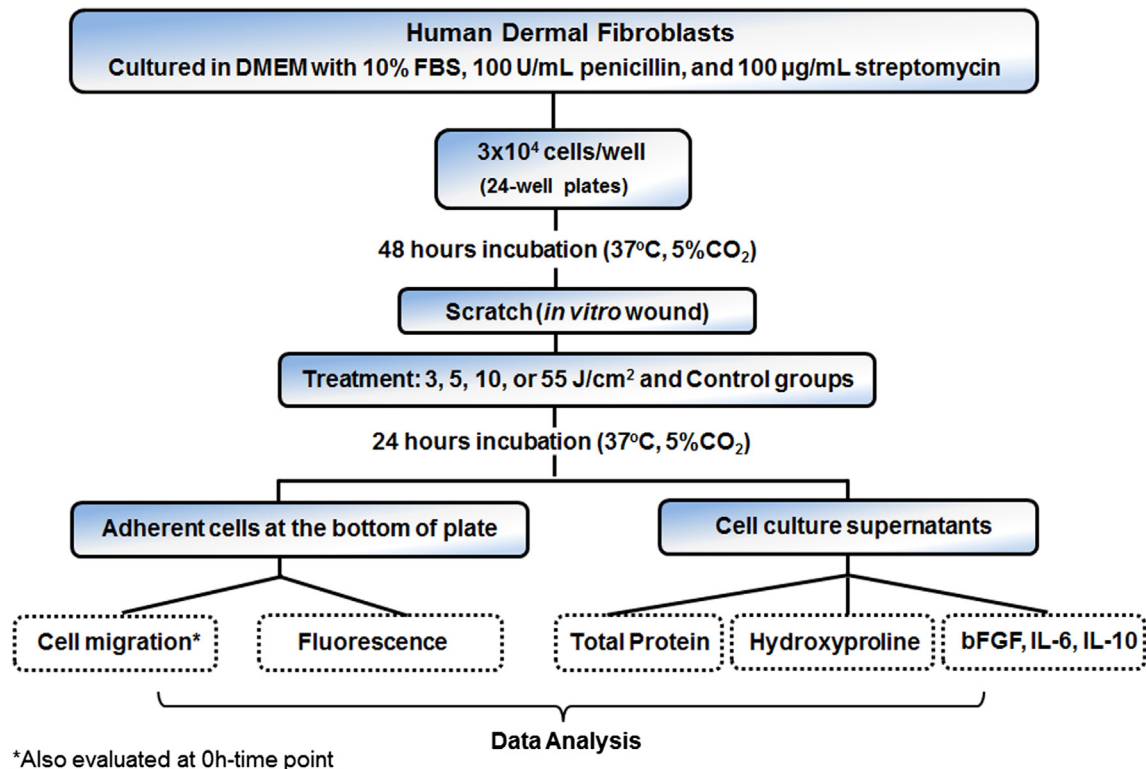 Human Dermal Fibroblasts
Cultured in DMEM with 10% FBS, 100 U/mL penicillin, and 100 µg/mL streptomycin
3x10⁴ cells/well
(24-well plates)
48 hours incubation (37ºC, 5%CO₂)
Scratch (in vitro wound)
Treatment: 3, 5, 10, or 55 J/cm² and Control groups
24 hours incubation (37ºC, 5%CO₂)
Adherent cells at the bottom of plate
Cell culture supernatants
Cell migration*
Fluorescence
Total Protein
Hydroxyproline
bFGF, IL-6, IL-10
Data Analysis
*Also evaluated at 0h-time point